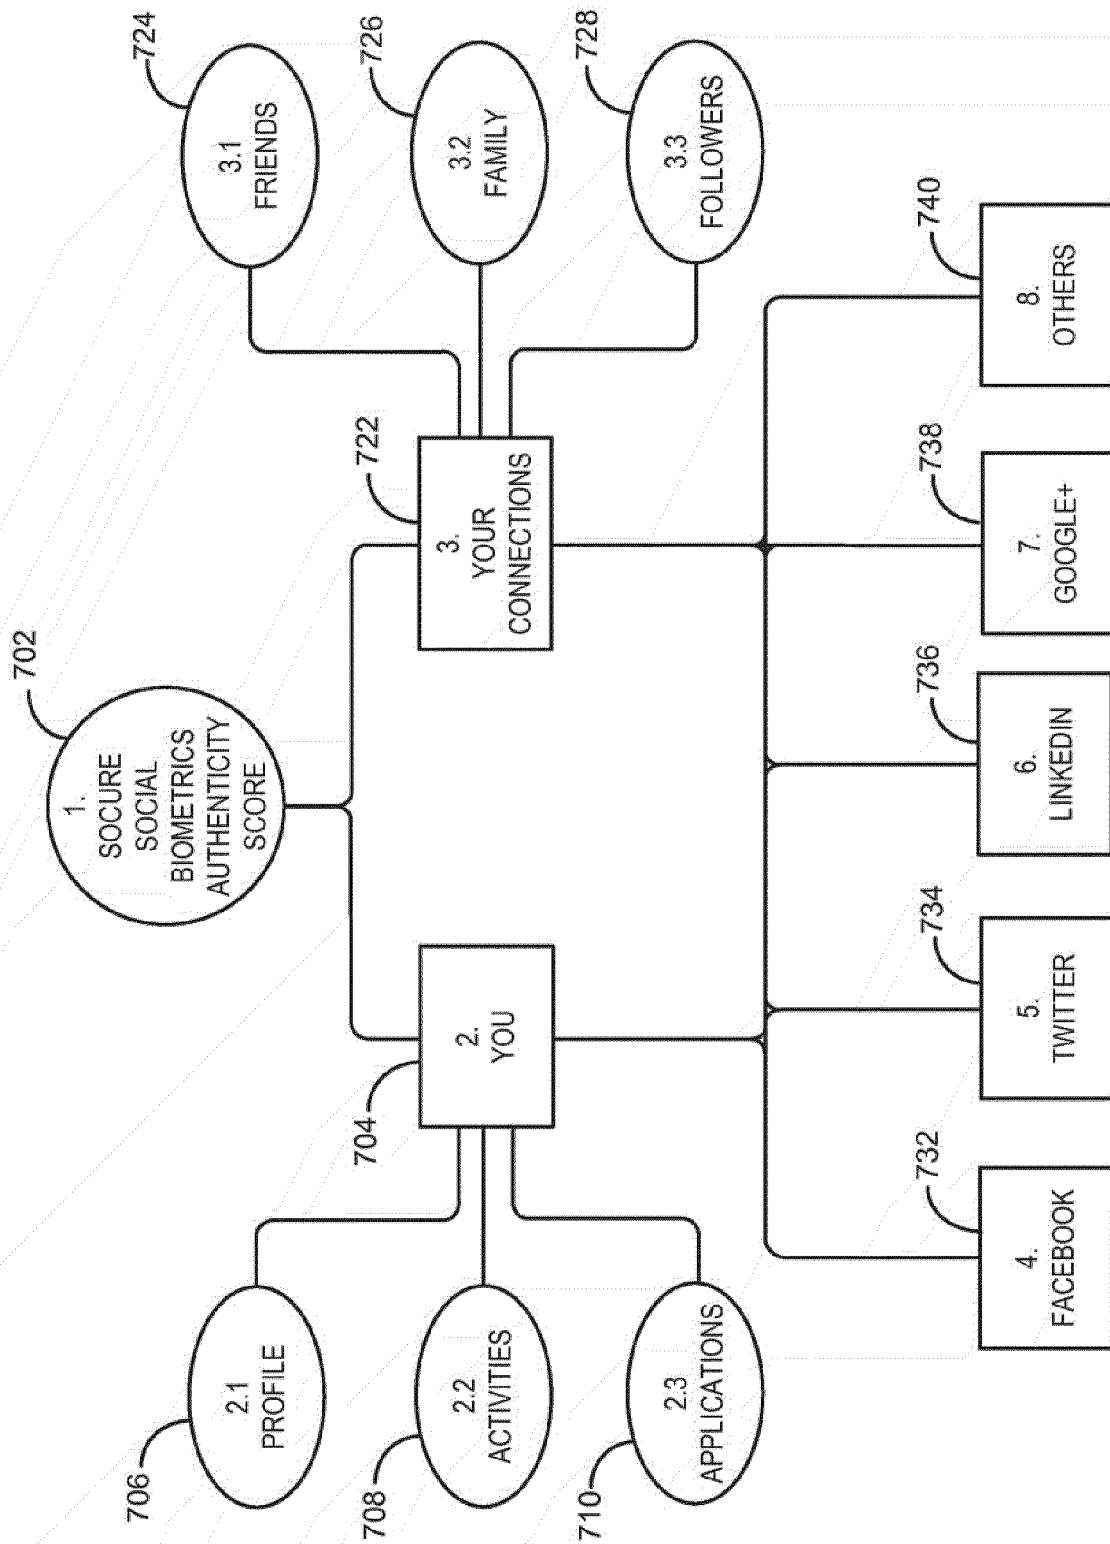 702
1.
SOCURE
SOCIAL
BIOMETRICS
AUTHENTICITY
SCORE
706
2.1
PROFILE
708
2.2
ACTIVITIES
710
2.3
APPLICATIONS
704
2.
YOU
722
3.
YOUR
CONNECTIONS
724
3.1
FRIENDS
726
3.2
FAMILY
728
3.3
FOLLOWERS
732
4.
FACEBOOK
734
5.
TWITTER
736
6.
LINKEDIN
738
7.
GOOGLE+
740
8.
OTHERS